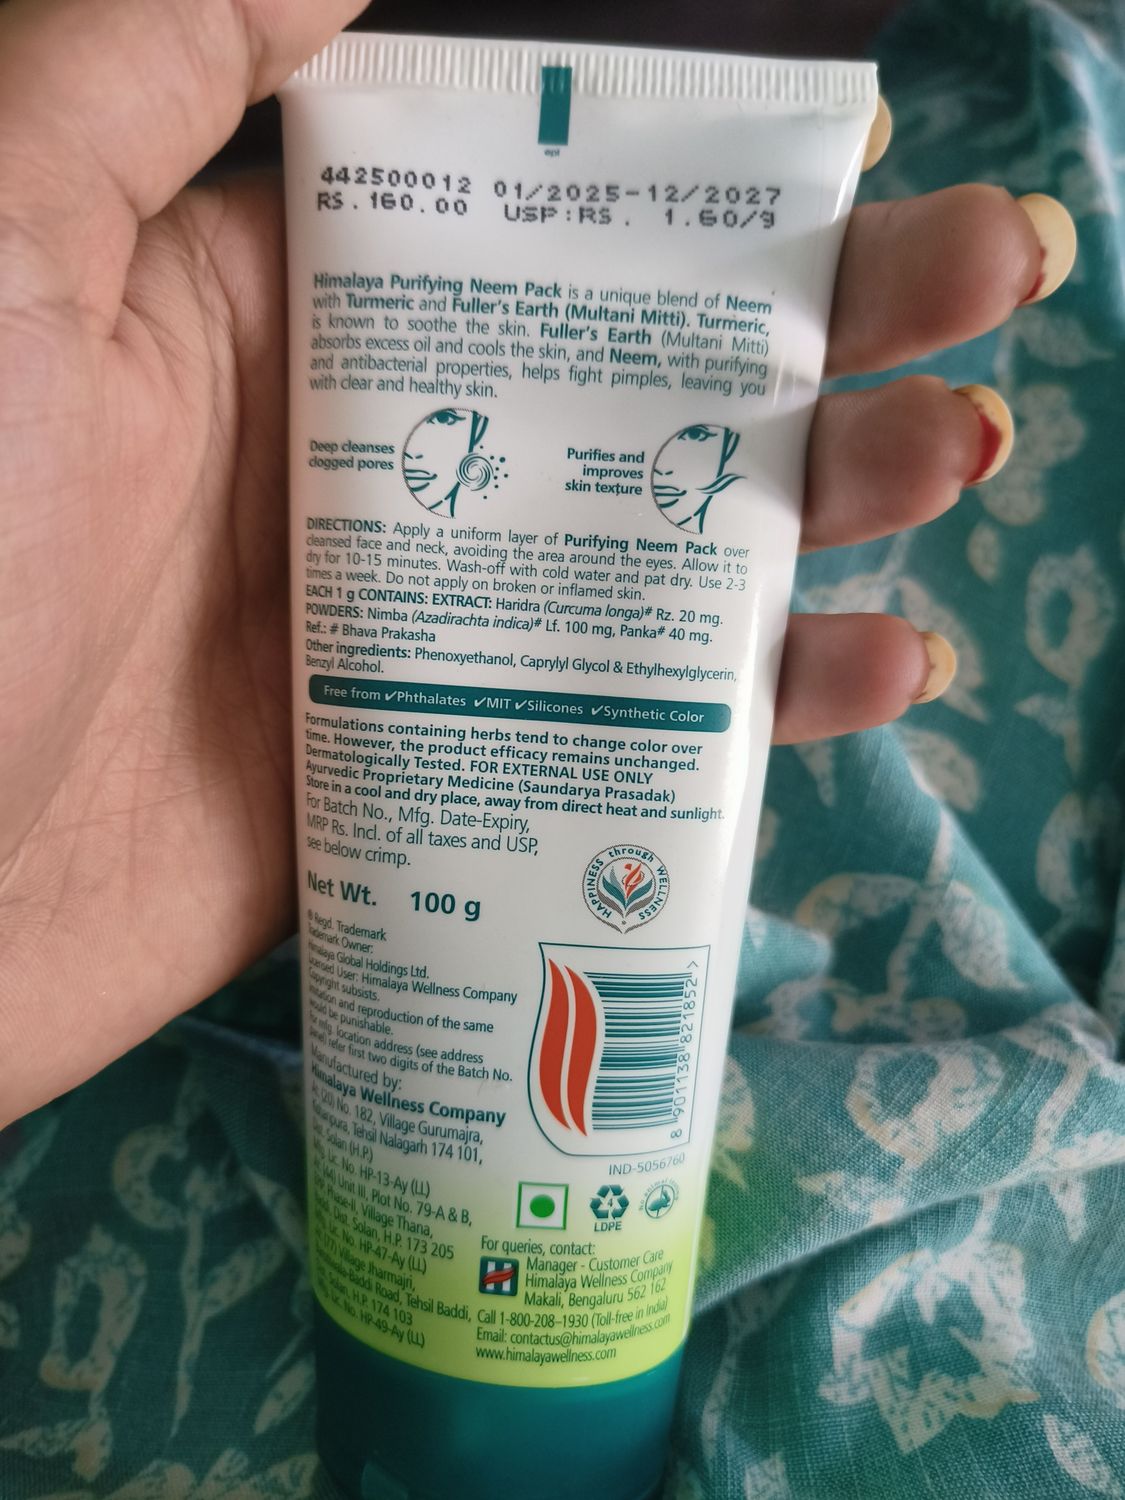 epl
442500012 01/2025-12/2027
RS. 160.00 USP:RS. 1.60/g
Himalaya Purifying Neem Pack is a unique blend of Neem
with Turmeric and Fuller's Earth (Multani Mitti). Turmeric,
is known to soothe the skin. Fuller's Earth (Multani Mitti)
absorbs excess oil and cools the skin, and Neem, with purifying
and antibacterial properties, helps fight pimples, leaving you
with clear and healthy skin.
Deep cleanses
clogged pores
Purifies and
improves
skin texture
DIRECTIONS: Apply a uniform layer of Purifying Neem Pack over
cleansed face and neck, avoiding the area around the eyes. Allow it to
dry for 10-15 minutes. Wash-off with cold water and pat dry. Use 2-3
times a week. Do not apply on broken or inflamed skin.
EACH 1 g CONTAINS: EXTRACT: Haridra (Curcuma longa)# Rz. 20 mg.
POWDERS: Nimba (Azadirachta indica)# Lf. 100 mg, Panka# 40 mg.
Ref.: # Bhava Prakasha
Other ingredients: Phenoxyethanol, Caprylyl Glycol & Ethylhexylglycerin,
Benzyl Alcohol.
Free from ✓Phthalates ✓MIT ✓Silicones ✓Synthetic Color
Formulations containing herbs tend to change color over
time. However, the product efficacy remains unchanged.
Dermatologically Tested. FOR EXTERNAL USE ONLY
Ayurvedic Proprietary Medicine (Saundarya Prasadak)
Store in a cool and dry place, away from direct heat and sunlight.
For Batch No., Mfg. Date-Expiry,
MRP Rs. Incl. of all taxes and USP,
see below crimp.
HAPPINESS through WELLNESS
Net Wt. 100 g
® Regd. Trademark
Trademark Owner:
Himalaya Global Holdings Ltd.
Licensed User: Himalaya Wellness Company
Copyright subsists.
Imitation and reproduction of the same
would be punishable.
For mfg. location address (see address
panel) refer first two digits of the Batch No.
Manufactured by:
Himalaya Wellness Company
(20) No. 182, Village Gurumajra,
Tehsil Nalagarh 174 101,
Dist. Solan (H.P.)
Mfg. Lic. No. HP-13-Ay (LL)
(44) Unit III, Plot No. 79-A & B,
Phase-II, Village Thana,
Baddi, Dist. Solan, H.P. 173 205
Lic. No. HP-47-Ay (LL)
(77) Village Jharmajri,
Baddi Road, Tehsil Baddi,
Solan, H.P. 174 103
Lic. No. HP-49-Ay (LL)
8 901138 821852 >
IND-5056760
4
LDPE
For queries, contact:
Manager - Customer Care
Himalaya Wellness Company
Makali, Bengaluru 562 162
Call 1-800-208-1930 (Toll-free in India)
Email: contactus@himalayawellness.com
www.himalayawellness.com